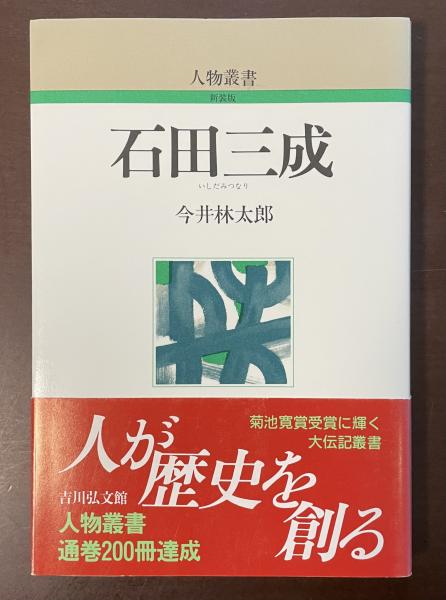 人物叢書
新装版
石田三成
いしだみつなり
今井林太郎
菊池寛賞受賞に輝く
大伝記叢書
人が歴史を創る
吉川弘文館
人物叢書
通巻200冊達成